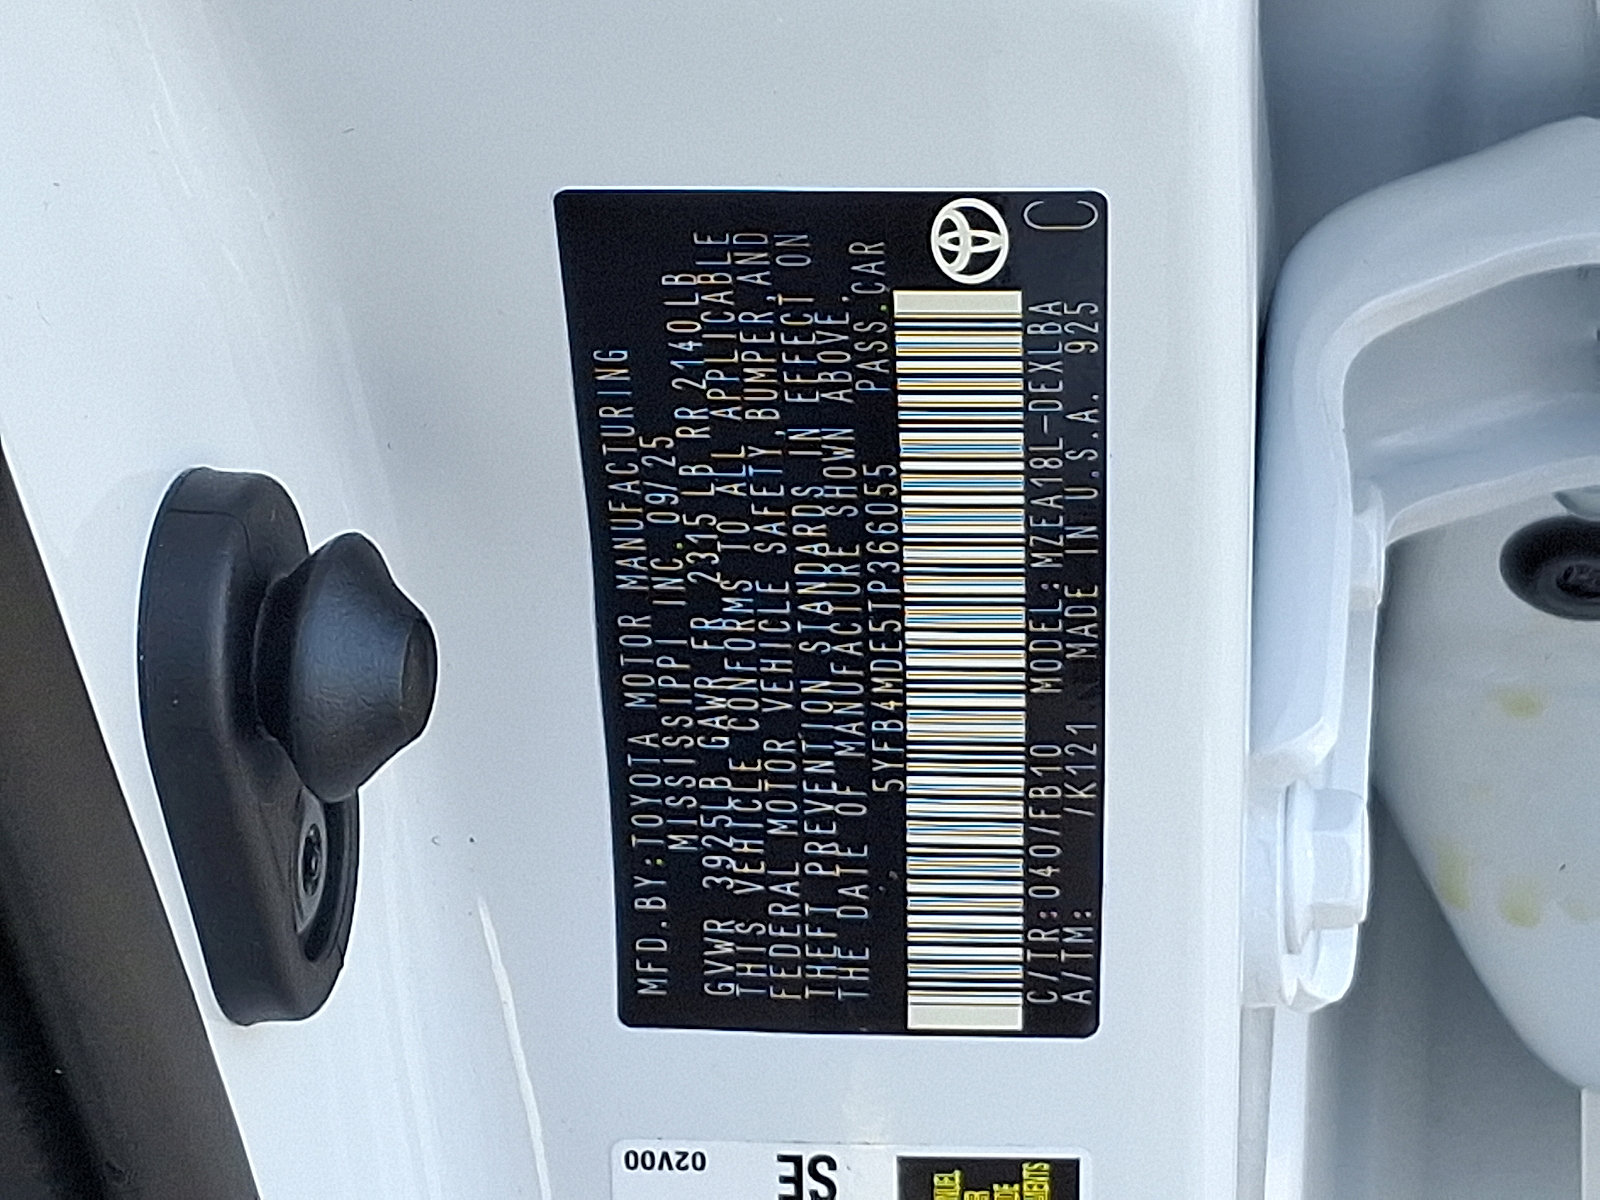 MFD.BY:TOYOTA MOTOR MANUFACTURING
MISSISSIPPI INC. 09/25
GVWR 3925LB GAWR FR 2315 LB RR 2140LB
THIS VEHICLE CONFORMS TO ALL APPLICABLE
FEDERAL MOTOR VEHICLE SAFETY,BUMPER,AND
THEFT PREVENTION STANDARDS IN EFFECT ON
THE DATE OF MANUFACTURE SHOWN ABOVE.
5YFB4MDE5TP366055 PASS.CAR
C/TR:040/FB10 MODEL:MZEA18L-DEXLBA
A/TM: /K121 MADE IN U.S.A. 925
C
02V00
SE